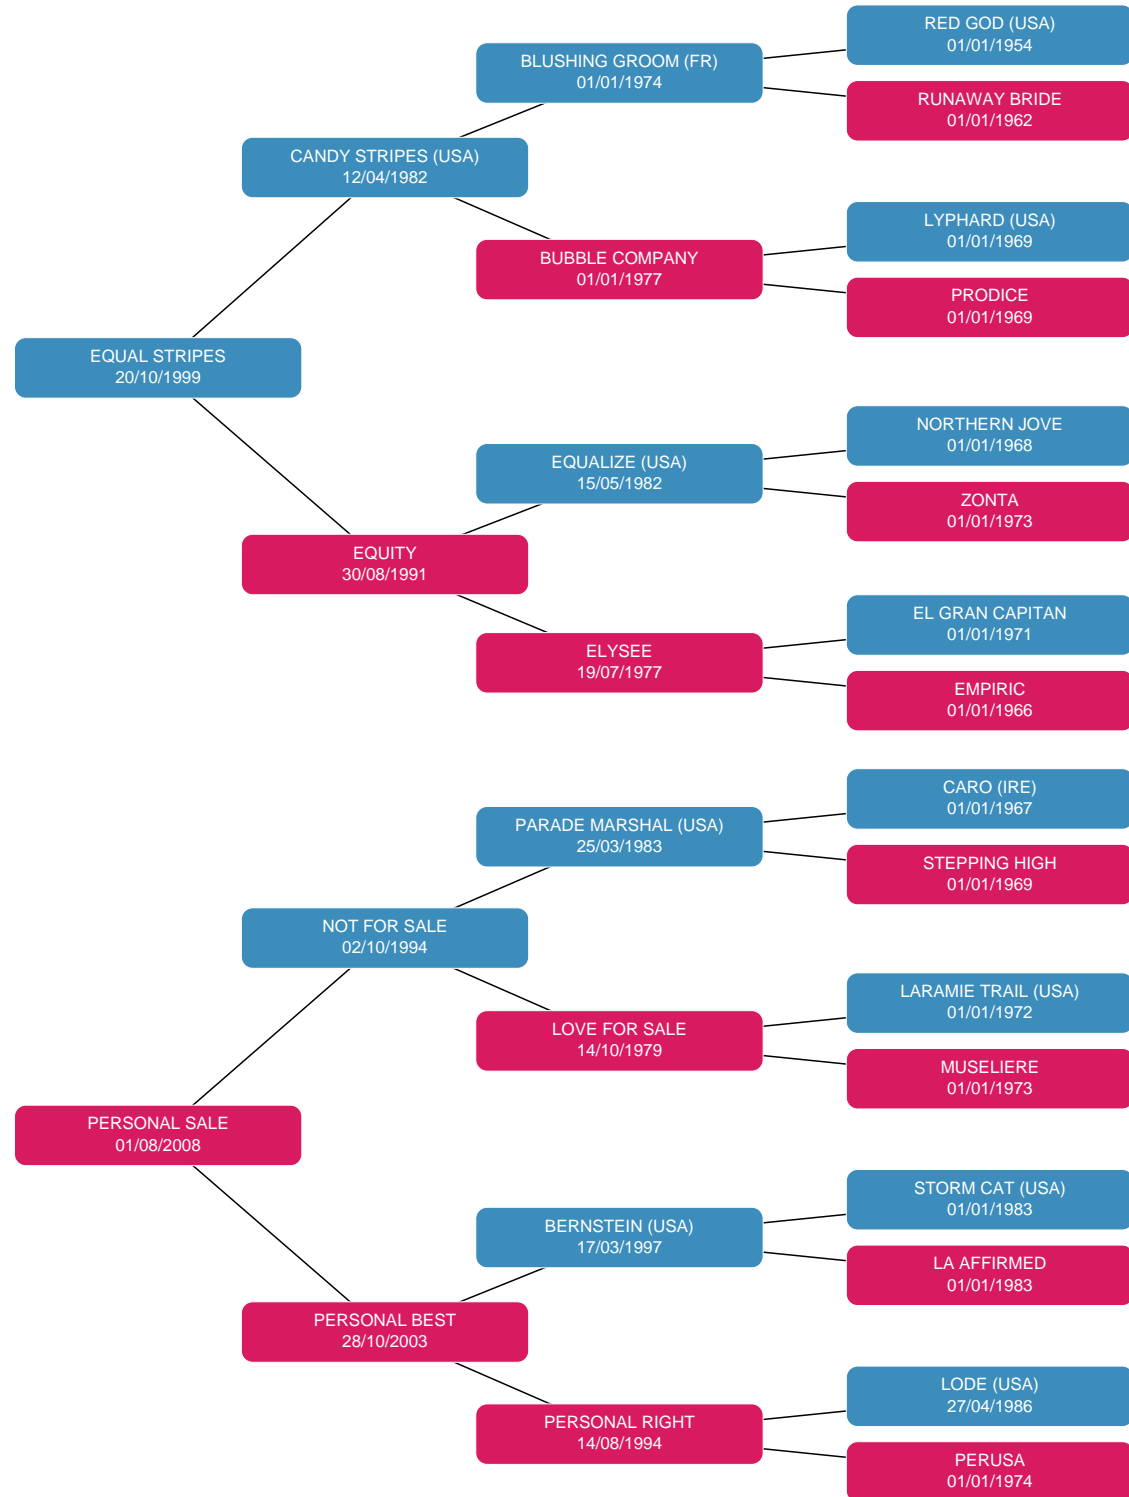 RED GOD (USA)
01/01/1954
BLUSHING GROOM (FR)
01/01/1974
RUNAWAY BRIDE
01/01/1962
CANDY STRIPES (USA)
12/04/1982
LYPHARD (USA)
01/01/1969
BUBBLE COMPANY
01/01/1977
PRODICE
01/01/1969
EQUAL STRIPES
20/10/1999
NORTHERN JOVE
01/01/1968
EQUALIZE (USA)
15/05/1982
ZONTA
01/01/1973
EQUITY
30/08/1991
EL GRAN CAPITAN
01/01/1971
ELYSEE
19/07/1977
EMPIRIC
01/01/1966
CARO (IRE)
01/01/1967
PARADE MARSHAL (USA)
25/03/1983
STEPPING HIGH
01/01/1969
NOT FOR SALE
02/10/1994
LARAMIE TRAIL (USA)
01/01/1972
LOVE FOR SALE
14/10/1979
MUSELIERE
01/01/1973
PERSONAL SALE
01/08/2008
STORM CAT (USA)
01/01/1983
BERNSTEIN (USA)
17/03/1997
LA AFFIRMED
01/01/1983
PERSONAL BEST
28/10/2003
LODE (USA)
27/04/1986
PERSONAL RIGHT
14/08/1994
PERUSA
01/01/1974